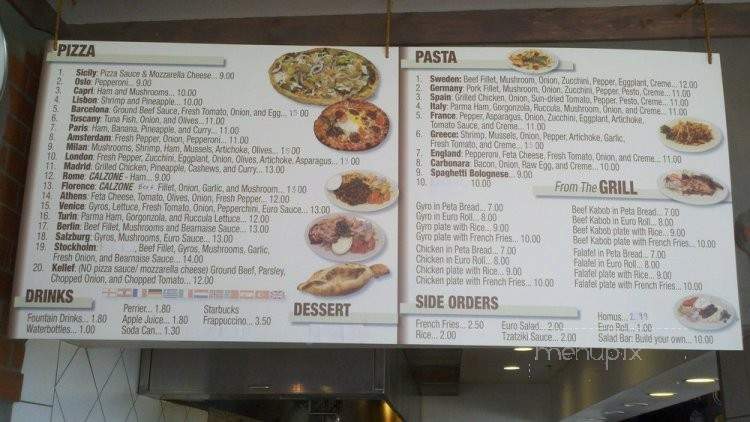 PIZZA
1. Sicily: Pizza Sauce & Mozzarella Cheese... 9.00
2. Oslo: Pepperoni... 9.00
3. Capri: Ham and Mushrooms... 10.00
4. Lisbon: Shrimp and Pineapple... 10.00
5. Barcelona: Ground Beef Sauce, Fresh Tomato, Onion, and Egg...
6. Tuscany: Tuna Fish, Onion, and Olives... 11.00
7. Paris: Ham, Banana, Pineapple, and Curry... 11.00
8. Amsterdam: Fresh Pepper, Onion, Pepperoni... 11.00
9. Milan: Mushrooms, Shrimp, Ham, Mussels, Artichoke, Olives...
10. London: Fresh Pepper, Zucchini, Eggplant, Onion, Olives, Artichoke, Asparagus...
11. Madrid: Grilled Chicken, Pineapple, Cashews, and Curry... 13.00
12. Rome: CALZONE - Ham... 9.00
13. Florence: CALZONE Beef Fillet, Onion, Garlic, and Mushroom...
14. Athens: Feta Cheese, Tomato, Olives, Onion, Fresh Pepper... 12.00
15. Venice: Gyros, Lettuce, Fresh Tomato, Onion, Pepperchini, Euro Sauce... 13.00
16. Turin: Parma Ham, Gorgonzola, and Ruccula Lettuce... 12.00
17. Berlin: Beef Fillet, Mushrooms and Bearnaise Sauce... 13.00
18. Salzburg: Gyros, Mushrooms, Euro Sauce... 13.00
19. Stockholm: , Beef Fillet, Gyros, Mushrooms, Garlic,
Fresh Onion, and Bearnaise Sauce... 14.00
20. Kellef: (NO pizza sauce/ mozzarella cheese) Ground Beef, Parsley,
Chopped Onion, and Chopped Tomato... 12.00
DRINKS
Fountain Drinks... 1.80
Waterbottles... 1.00
Perrier... 1.80
Apple Juice... 1.80
Soda Can... 1.30
Starbucks
Frappuccino... 3.50
DESSERT
PASTA
1. Sweden: Beef Fillet, Mushroom, Onion, Zucchini, Pepper, Eggplant, Creme... 12.00
2. Germany: Pork Fillet, Mushroom, Onion, Zucchini, Pepper, Pesto, Creme... 11.00
3. Spain: Grilled Chicken, Onion, Sun-dried Tomato, Pepper, Creme... 11.00
4. Italy: Parma Ham, Gorgonzola, Ruccula, Mushroom, Onion, and Creme... 11.00
5. France: Pepper, Asparagus, Onion, Zucchini, Eggplant, Artichoke,
Tomato Sauce, and Creme... 11.00
6. Greece: Shrimp, Mussels, Onion, Pepper, Artichoke, Garlic,
Fresh Tomato, and Creme...
7. England: Pepperoni, Feta Cheese, Fresh Tomato, Onion, and Creme... 11.00
8. Carbonara: Bacon, Onion, Raw Egg, and Creme... 10.00
9. Spaghetti Bolognese... 9.00
10. 10.00
From The GRILL
Gyro in Peta Bread... 7.00
Gyro in Euro Roll... 8.00
Gyro plate with Rice... 9.00
Gyro plate with French Fries... 10.00
Chicken in Peta Bread... 7.00
Chicken in Euro Roll... 8.00
Chicken plate with Rice... 9.00
Chicken plate with French Fries... 10.00
Beef Kabob in Peta Bread... 7.00
Beef Kabob in Euro Roll... 8.00
Beef Kabob plate with Rice... 9.00
Beef Kabob plate with French Fries... 10.00
Falafel in Peta Bread... 7.00
Falafel in Euro Roll... 8.00
Falafel plate with Rice... 9.00
Falafel plate with French Fries... 10.00
SIDE ORDERS
French Fries... 2.50
Rice... 2.00
Euro Salad... 2.00
Tzatziki Sauce... 2.00
Homus...
Euro Roll... 1.00
Salad Bar: Build your own... 10.00
menupix